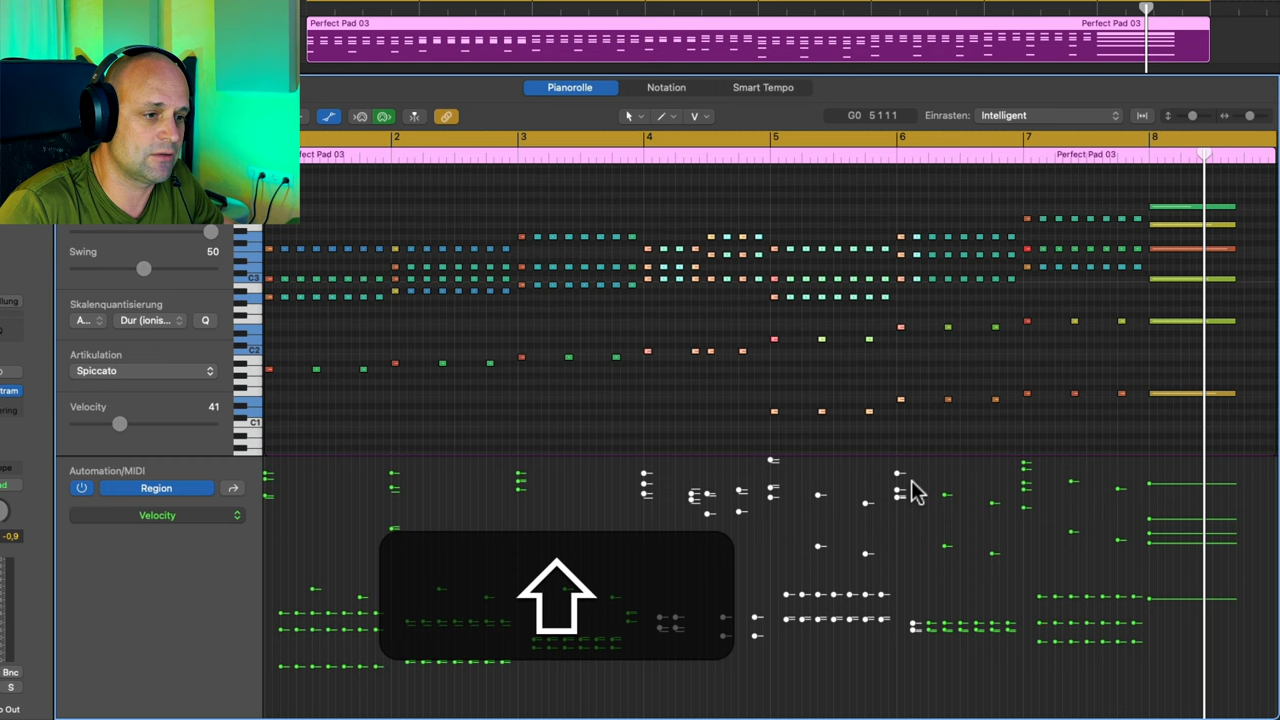 Perfect Pad 03
Perfect Pad 03
Pianorolle
Notation
Smart Tempo
G0 5 1 1 1
Einrasten:
Intelligent
2
3
4
5
6
7
8
ect Pad 03
Perfect Pad 03
Swing
50
Skalenquantisierung
A...
Dur (ionis...
Q
Artikulation
Spiccato
Velocity
41
C3
C2
C1
Automation/MIDI
Region
Velocity
-0,9
Bnc
S
o Out